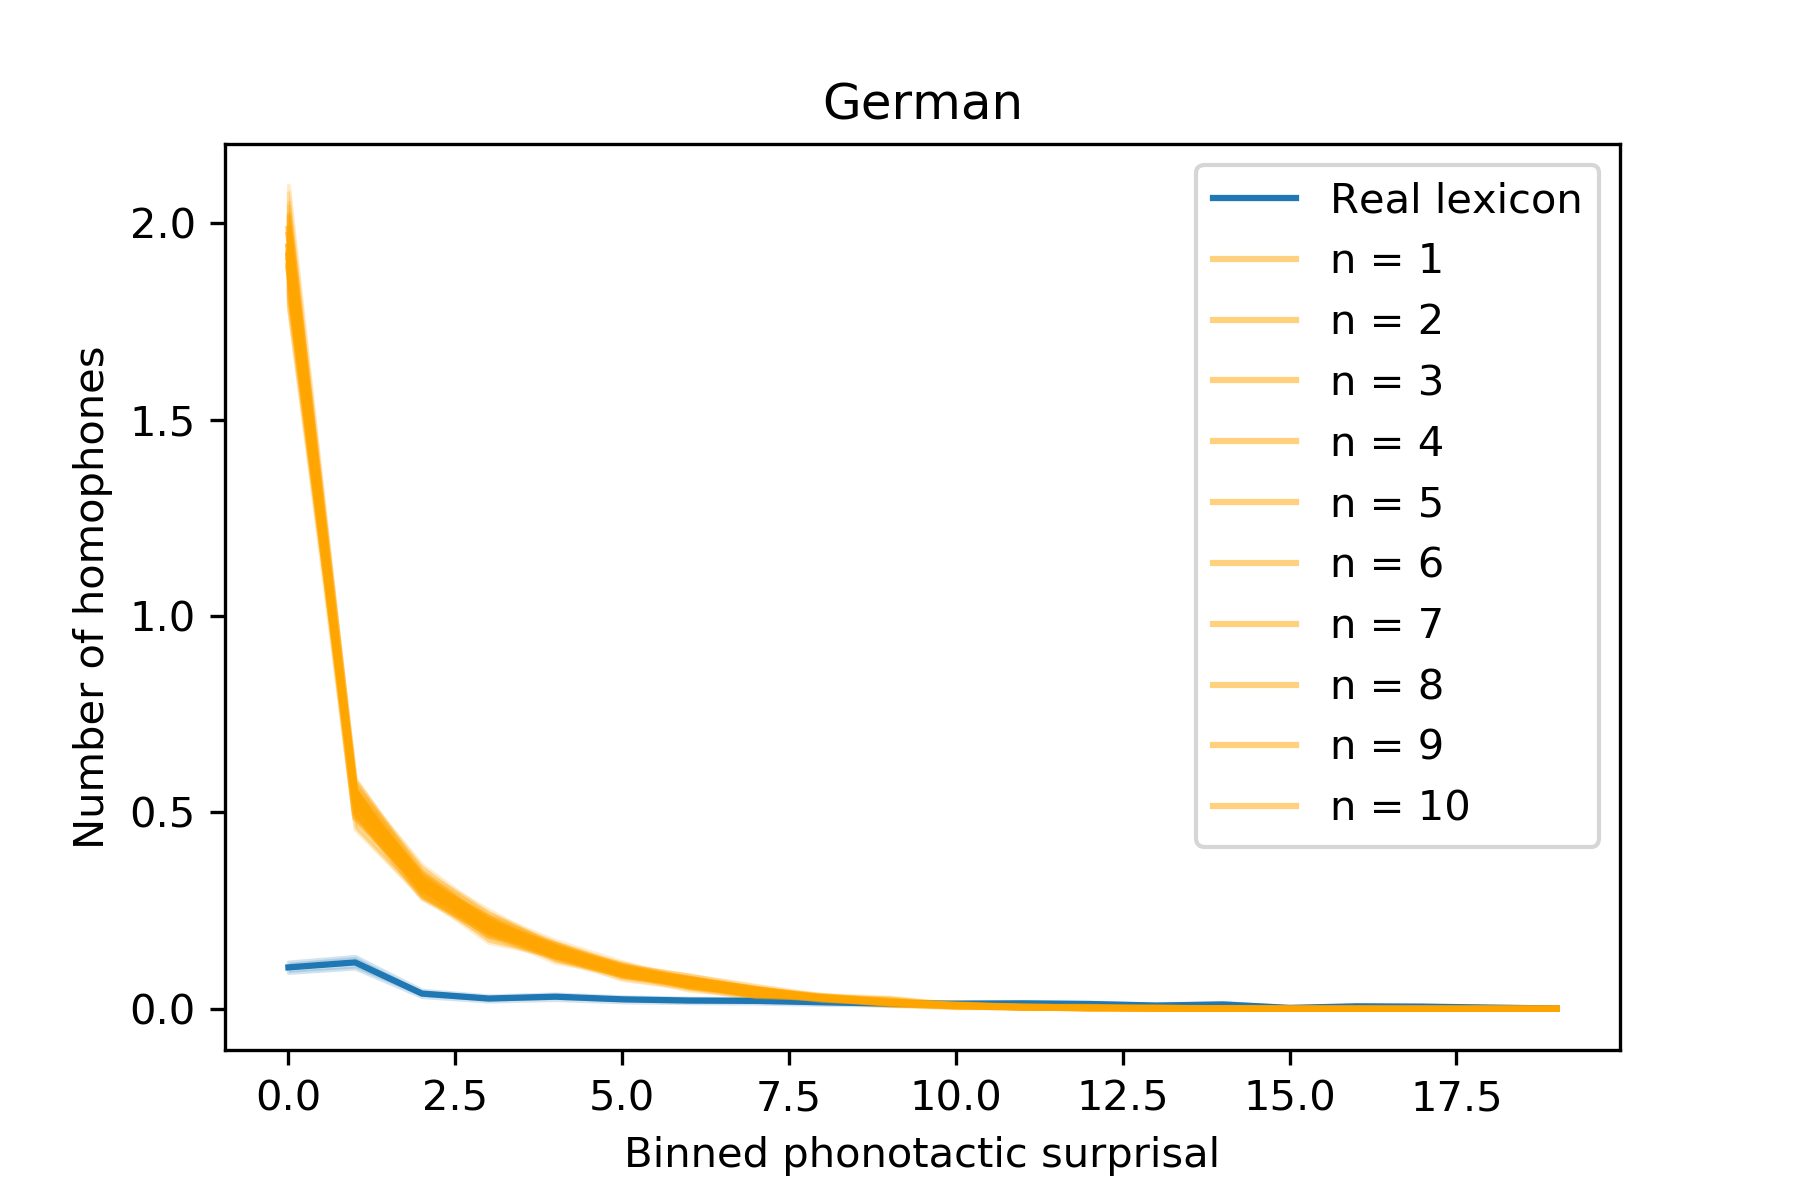 German
Number of homophones
2.0
1.5
1.0
0.5
0.0
Real lexicon
n = 1
n = 2
n = 3
n = 4
n = 5
n = 6
n = 7
n = 8
n = 9
n = 10
0.0 2.5 5.0 7.5 10.0 12.5 15.0 17.5
Binned phonotactic surprisal